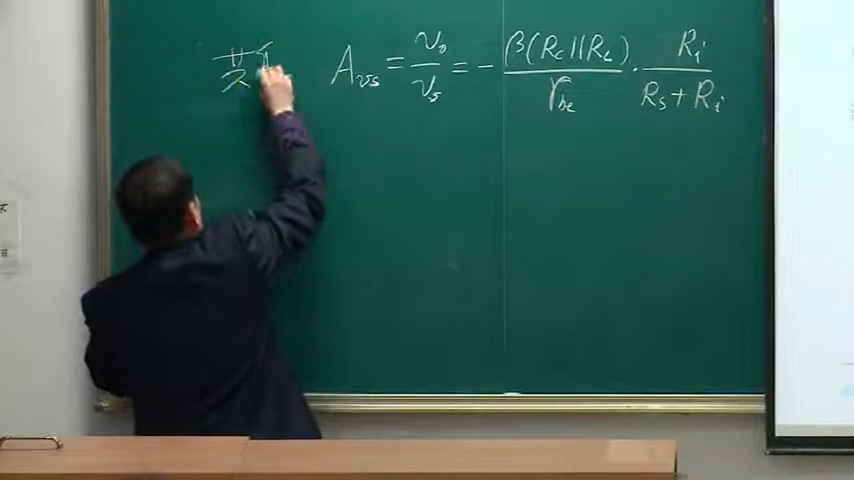 A_vs = v_o / v_s = - β(R_c || R_L) / r_be · R_i / (R_s + R_i)